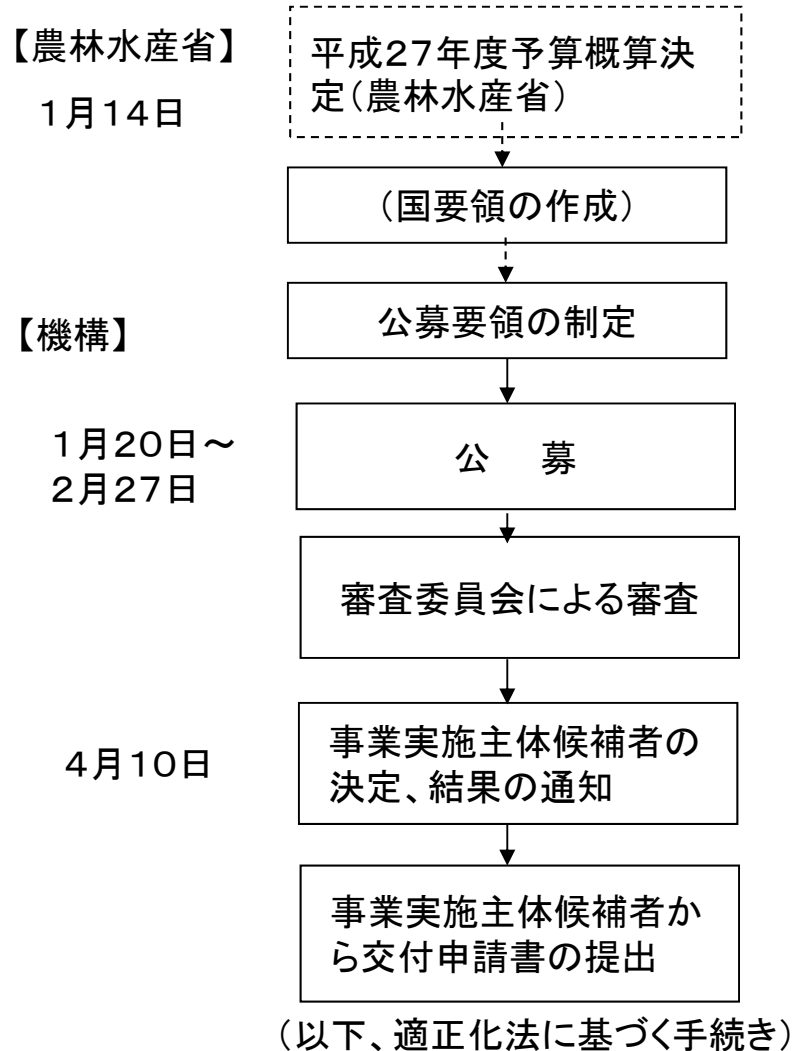 【農林水産省】
1月14日
平成27年度予算概算決
定(農林水産省)
(国要領の作成)
【機構】
公募要領の制定
1月20日～
2月27日
公　募
審査委員会による審査
4月10日
事業実施主体候補者の
決定、結果の通知
事業実施主体候補者か
ら交付申請書の提出
(以下、適正化法に基づく手続き)